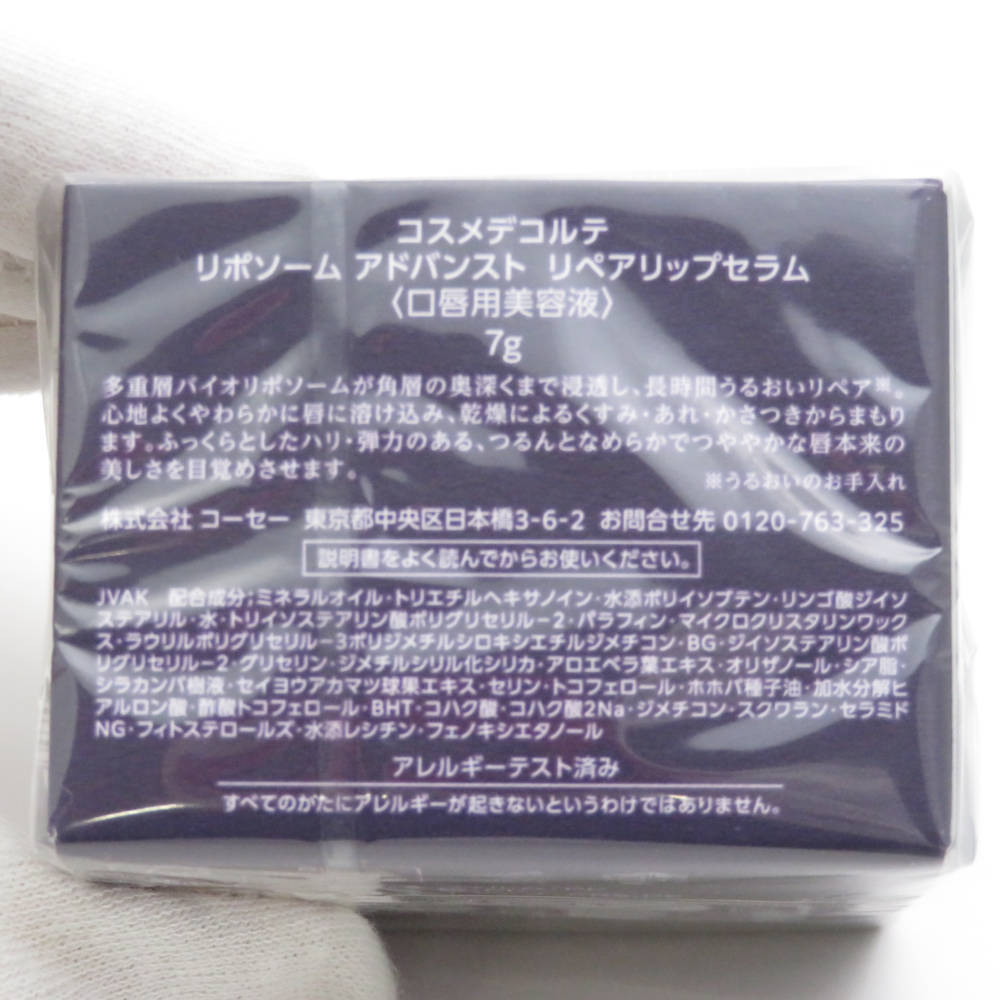 コスメデコルテ
リポソーム アドバンスト リペアリップセラム
〈口唇用美容液〉
7g
多重層バイオリポソームが角層の奥深くまで浸透し、長時間うるおいリペア※。
心地よくやわらかに唇に溶け込み、乾燥によるくすみ・あれ・かさつきからまもり
ます。ふっくらとしたハリ・弾力のある、つるんとなめらかでつややかな唇本来の
美しさを目覚めさせます。
※うるおいのお手入れ
株式会社 コーセー 東京都中央区日本橋3-6-2 お問合せ先 0120-763-325
説明書をよく読んでからお使いください。
JVAK 配合成分;ミネラルオイル・トリエチルヘキサノイン・水添ポリイソブテン・リンゴ酸ジイソ
ステアリル・水・トリイソステアリン酸ポリグリセリル-2・パラフィン・マイクロクリスタリンワック
ス・ラウリルポリグリセリル-3ポリジメチルシロキシエチルジメチコン・BG・ジイソステアリン酸ポ
リグリセリル-2・グリセリン・ジメチルシリル化シリカ・アロエベラ葉エキス・オリザノール・シア脂・
シラカンバ樹液・セイヨウアカマツ球果エキス・セリン・トコフェロール・ホホバ種子油・加水分解ヒ
アルロン酸・酢酸トコフェロール・BHT・コハク酸・コハク酸2Na・ジメチコン・スクワラン・セラミド
NG・フィトステロールズ・水添レシチン・フェノキシエタノール
アレルギーテスト済み
すべてのかたにアレルギーが起きないというわけではありません。